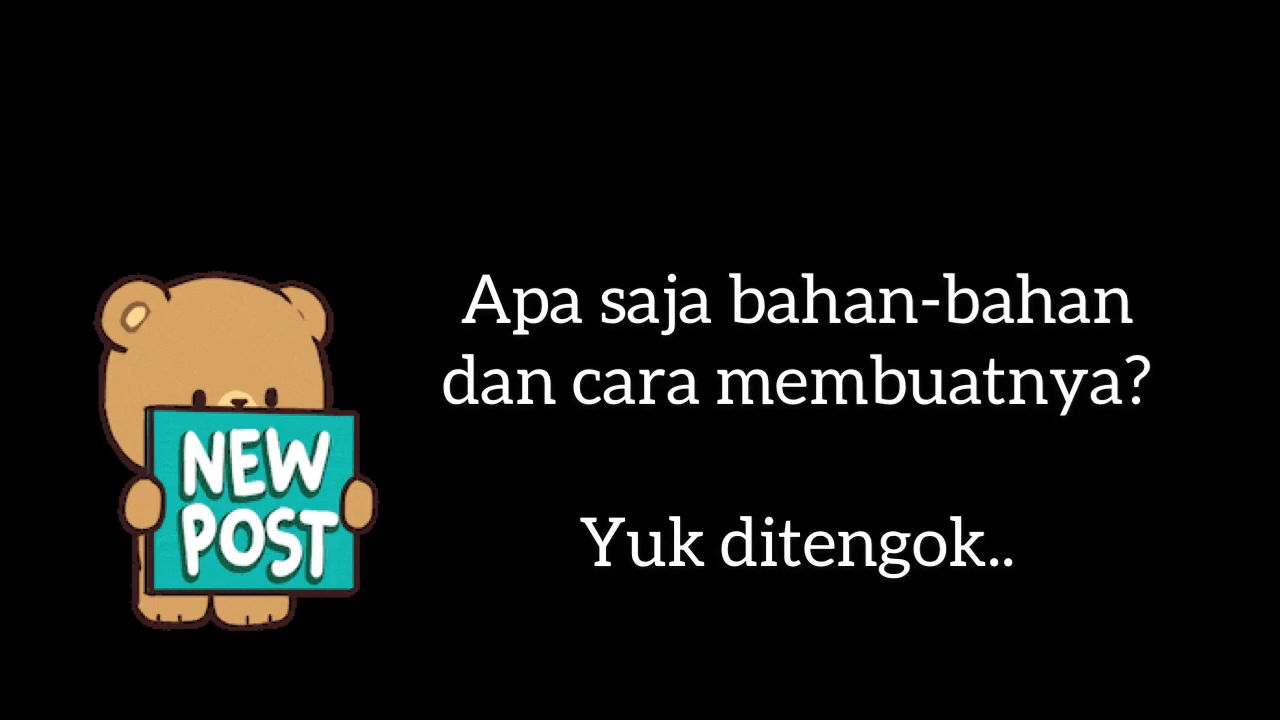 Apa saja bahan-bahan
dan cara membuatnya?
Yuk ditengok..
NEW
POST